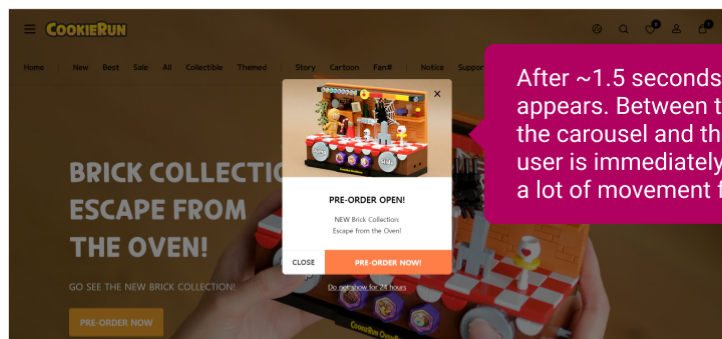 COOKIERUN
0
0
Home New Best Sale All Collectible Themed Story Cartoon Fan# Notice Suppor
BRICK COLLECTIO
ESCAPE FROM
THE OVEN!
GO SEE THE NEW BRICK COLLECTION!
PRE-ORDER NOW
PRE-ORDER OPEN!
NEW Brick Collection:
Escape from the Oven!
CLOSE PRE-ORDER NOW!
Do not show for 24 hours
After ~1.5 seconds
appears. Between t
the carousel and th
user is immediately
a lot of movement f